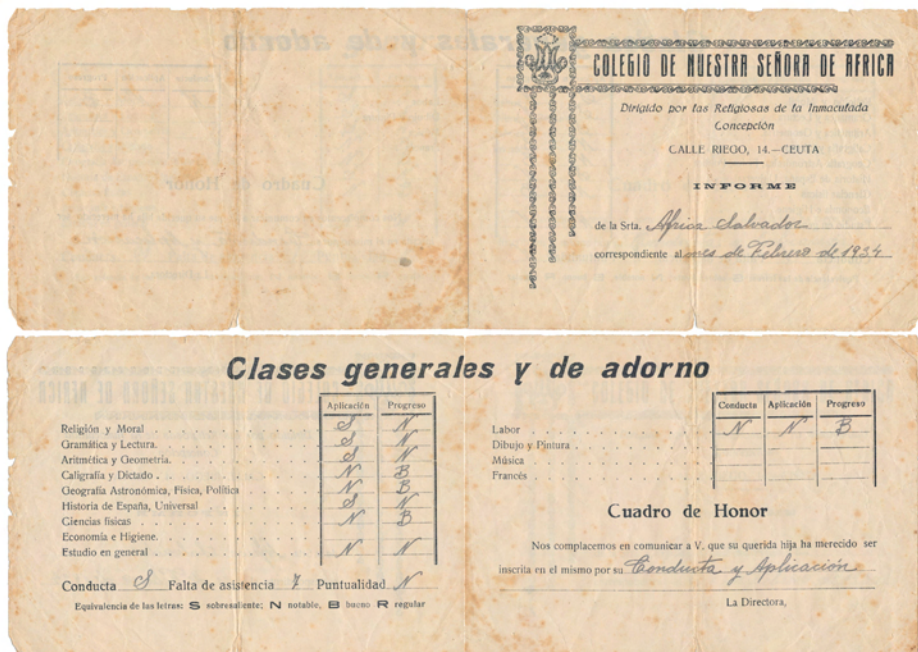 COLEGIO DE NUESTRA SEÑORA DE AFRICA
Dirigido por las Religiosas de la Inmaculada
Concepción
CALLE RIEGO, 14.—CEUTA
INFORME
de la Srta. Africa Salvador
correspondiente al mes de Febrero de 1934
Clases generales y de adorno
Aplicación Progreso
Religión y Moral S N
Gramática y Lectura. S N
Aritmética y Geometría. S N
Caligrafía y Dictado N B
Geografía Astronómica, Física, Política N B
Historia de España, Universal S N
Ciencias físicas N B
Economía e Higiene.
Estudio en general N N
Conducta S Falta de asistencia 7 Puntualidad N
Equivalencia de las letras: S sobresaliente; N notable, B bueno R regular
Conducta Aplicación Progreso
Labor N N B
Dibujo y Pintura
Música
Francés
Cuadro de Honor
Nos complacemos en comunicar a V. que su querida hija ha merecido ser
inscrita en el mismo por su Conducta y Aplicación
La Directora,